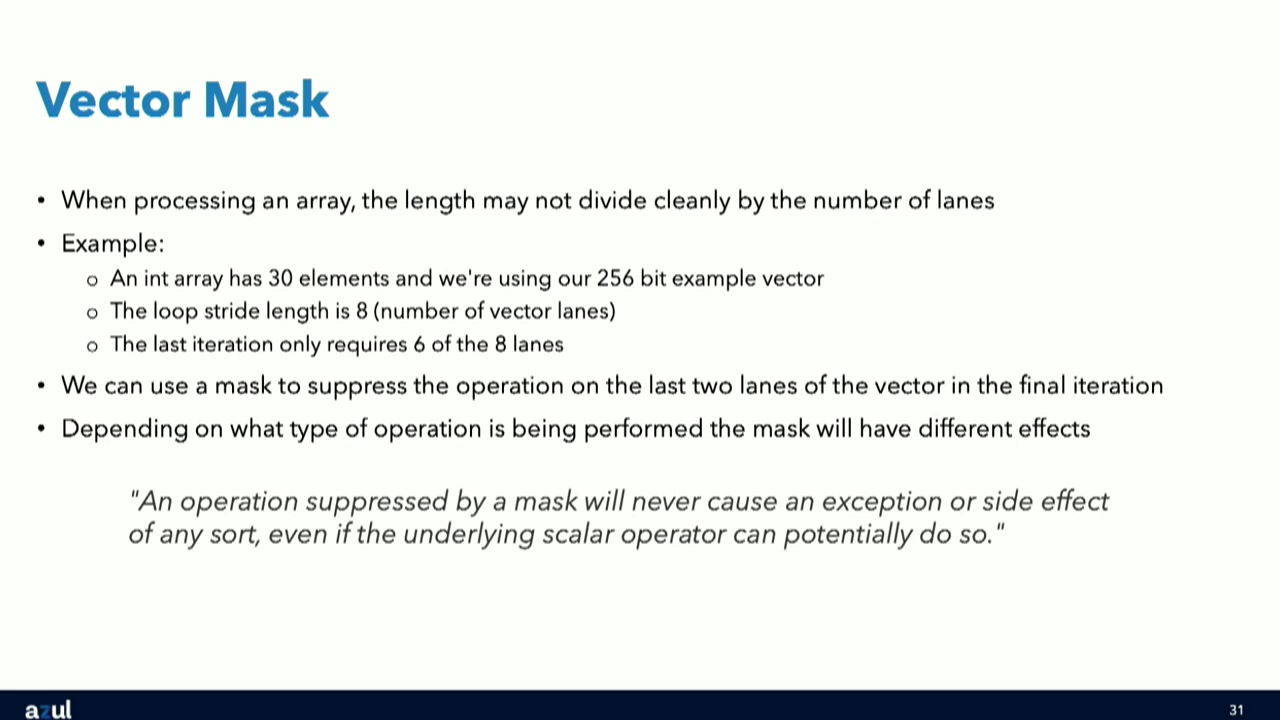 Vector Mask
• When processing an array, the length may not divide cleanly by the number of lanes
• Example:
o An int array has 30 elements and we're using our 256 bit example vector
o The loop stride length is 8 (number of vector lanes)
o The last iteration only requires 6 of the 8 lanes
• We can use a mask to suppress the operation on the last two lanes of the vector in the final iteration
• Depending on what type of operation is being performed the mask will have different effects
"An operation suppressed by a mask will never cause an exception or side effect
of any sort, even if the underlying scalar operator can potentially do so."
azul
31